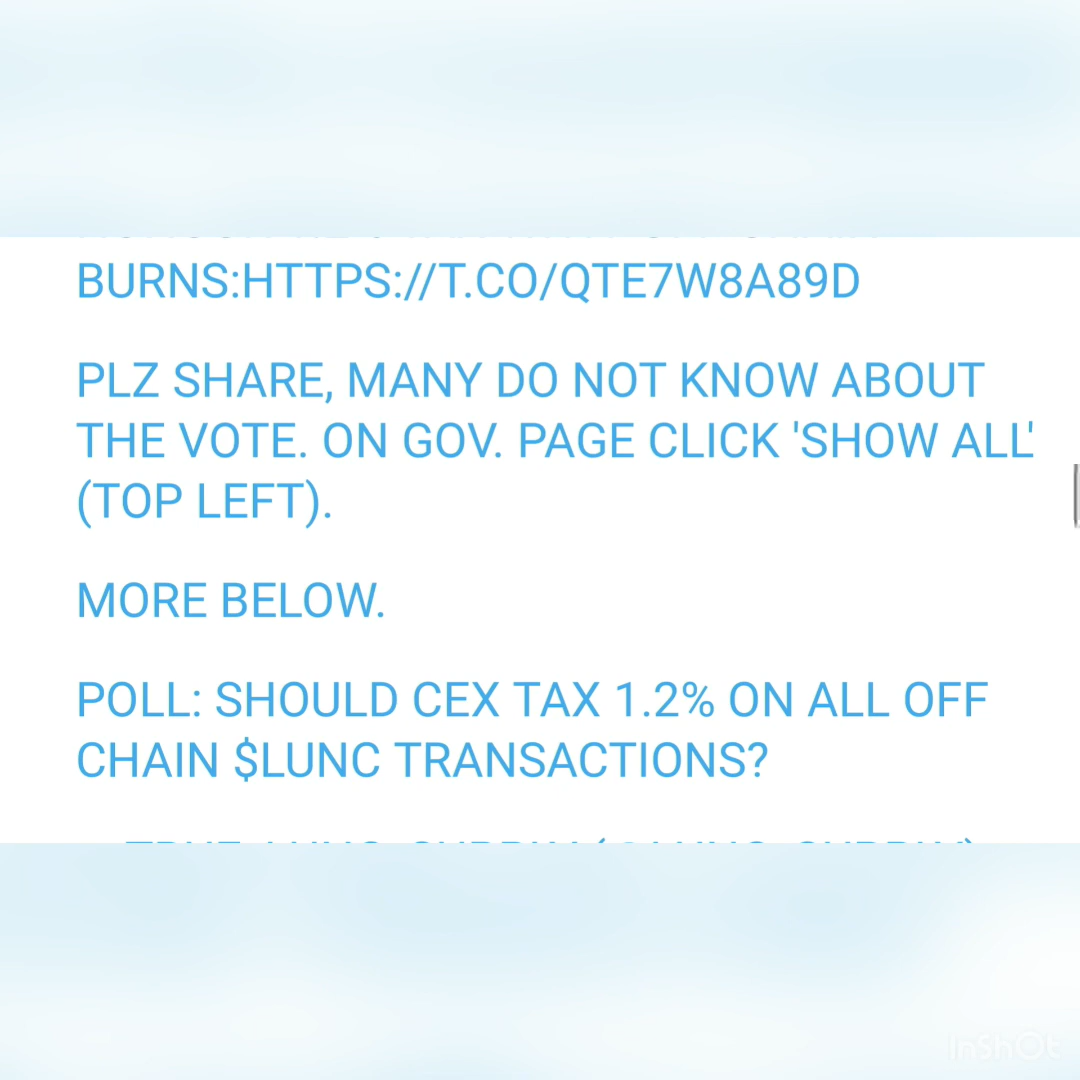 BURNS:HTTPS://T.CO/QTE7W8A89D
PLZ SHARE, MANY DO NOT KNOW ABOUT
THE VOTE. ON GOV. PAGE CLICK 'SHOW ALL'
(TOP LEFT).
MORE BELOW.
POLL: SHOULD CEX TAX 1.2% ON ALL OFF
CHAIN $LUNC TRANSACTIONS?
InShOt